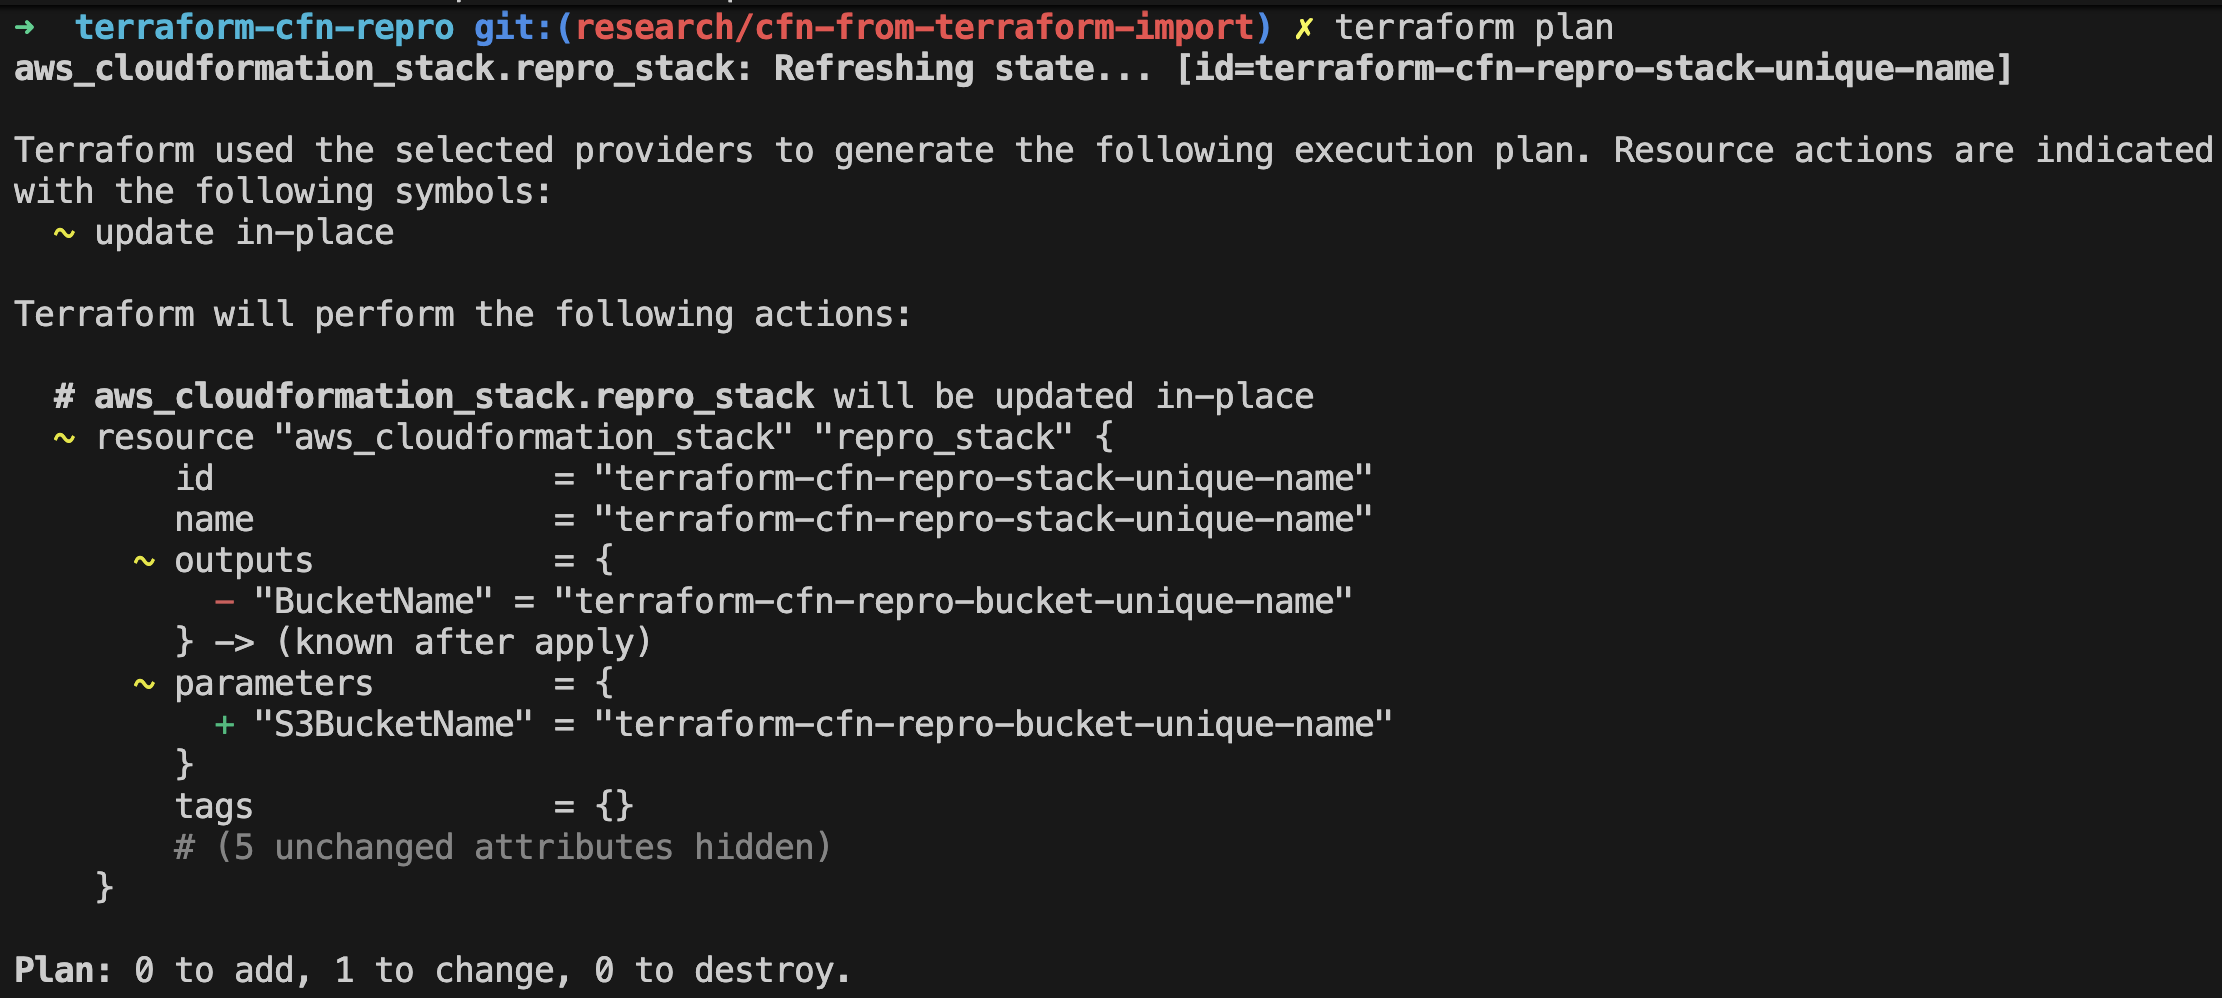 ➜  terraform-cfn-repro git:(research/cfn-from-terraform-import) ✗ terraform plan
aws_cloudformation_stack.repro_stack: Refreshing state... [id=terraform-cfn-repro-stack-unique-name]

Terraform used the selected providers to generate the following execution plan. Resource actions are indicated
with the following symbols:
  ~ update in-place

Terraform will perform the following actions:

  # aws_cloudformation_stack.repro_stack will be updated in-place
  ~ resource "aws_cloudformation_stack" "repro_stack" {
        id                 = "terraform-cfn-repro-stack-unique-name"
        name               = "terraform-cfn-repro-stack-unique-name"
      ~ outputs            = {
          - "BucketName" = "terraform-cfn-repro-bucket-unique-name"
        } -> (known after apply)
      ~ parameters         = {
          + "S3BucketName" = "terraform-cfn-repro-bucket-unique-name"
        }
        tags               = {}
        # (5 unchanged attributes hidden)
    }

Plan: 0 to add, 1 to change, 0 to destroy.